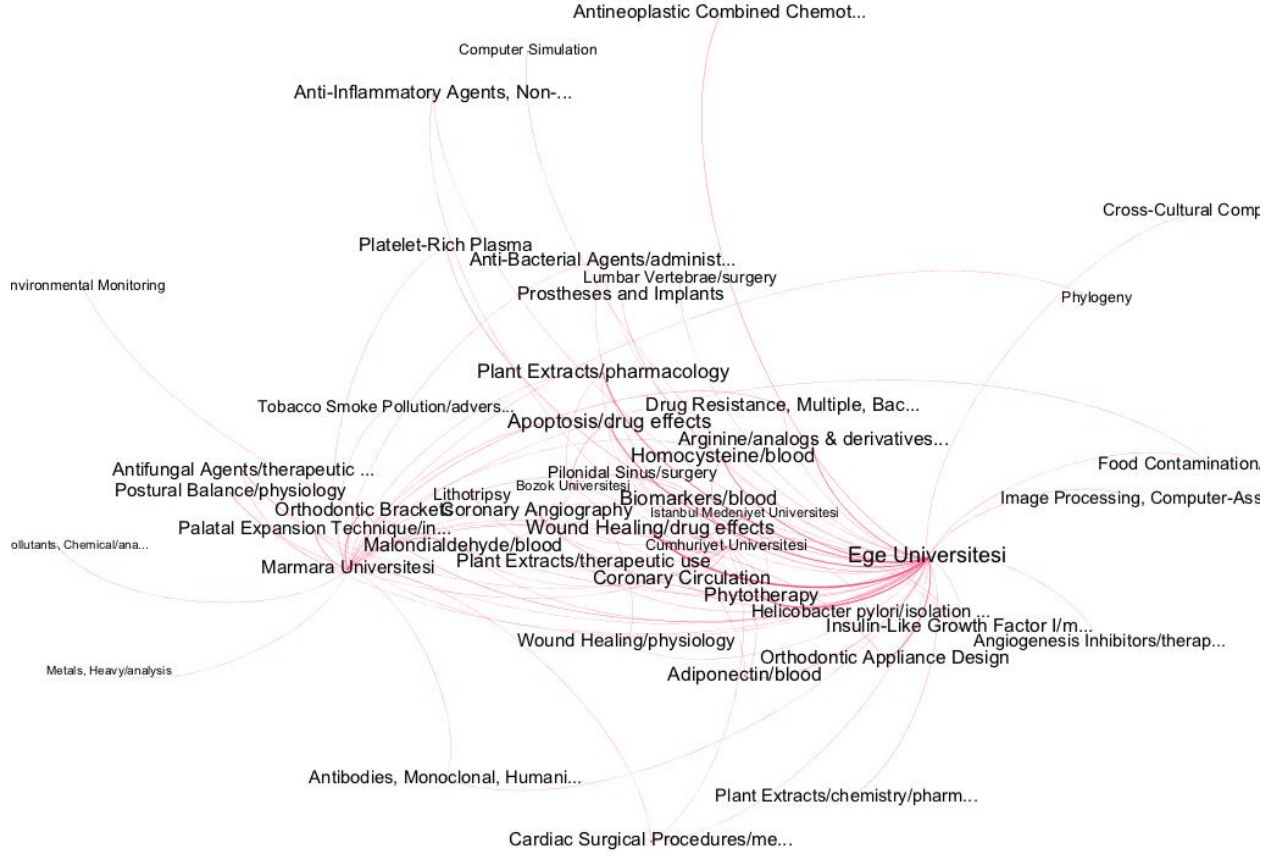 Antineoplastic Combined Chemot...
Computer Simulation
Anti-Inflammatory Agents, Non-...
Cross-Cultural Comp
Platelet-Rich Plasma
Anti-Bacterial Agents/administ...
Lumbar Vertebrae/surgery
nvironmental Monitoring
Prostheses and Implants
Phylogeny
Plant Extracts/pharmacology
Tobacco Smoke Pollution/advers...
Drug Resistance, Multiple, Bac...
Apoptosis/drug effects
Arginine/analogs & derivatives...
Homocysteine/blood
Food Contamination/
Antifungal Agents/therapeutic ...
Pilonidal Sinus/surgery
Bozok Universitesi
Postural Balance/physiology
Lithotripsy
Biomarkers/blood
Image Processing, Computer-Ass
Orthodontic Brackets
Coronary Angiography
Istanbul Medeniyet Universitesi
Palatal Expansion Technique/in...
Wound Healing/drug effects
ollutants, Chemical/ana...
Malondialdehyde/blood
Cumhuriyet Universitesi
Ege Universitesi
Marmara Universitesi
Plant Extracts/therapeutic use
Coronary Circulation
Phytotherapy
Helicobacter pylori/isolation ...
Insulin-Like Growth Factor I/m...
Wound Healing/physiology
Angiogenesis Inhibitors/therap...
Orthodontic Appliance Design
Metals, Heavy/analysis
Adiponectin/blood
Antibodies, Monoclonal, Humani...
Plant Extracts/chemistry/pharm...
Cardiac Surgical Procedures/me...